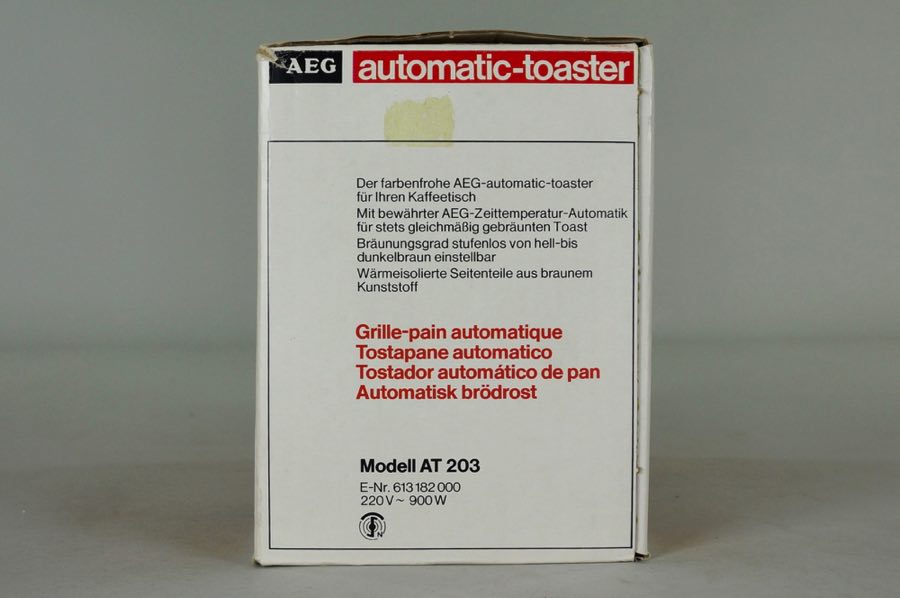 AEG automatic-toaster
Der farbenfrohe AEG-automatic-toaster
für Ihren Kaffeetisch
Mit bewährter AEG-Zeittemperatur-Automatik
für stets gleichmäßig gebräunten Toast
Bräunungsgrad stufenlos von hell-bis
dunkelbraun einstellbar
Wärmeisolierte Seitenteile aus braunem
Kunststoff
Grille-pain automatique
Tostapane automatico
Tostador automático de pan
Automatisk brödrost
Modell AT 203
E-Nr. 613 182 000
220 V~ 900 W
N